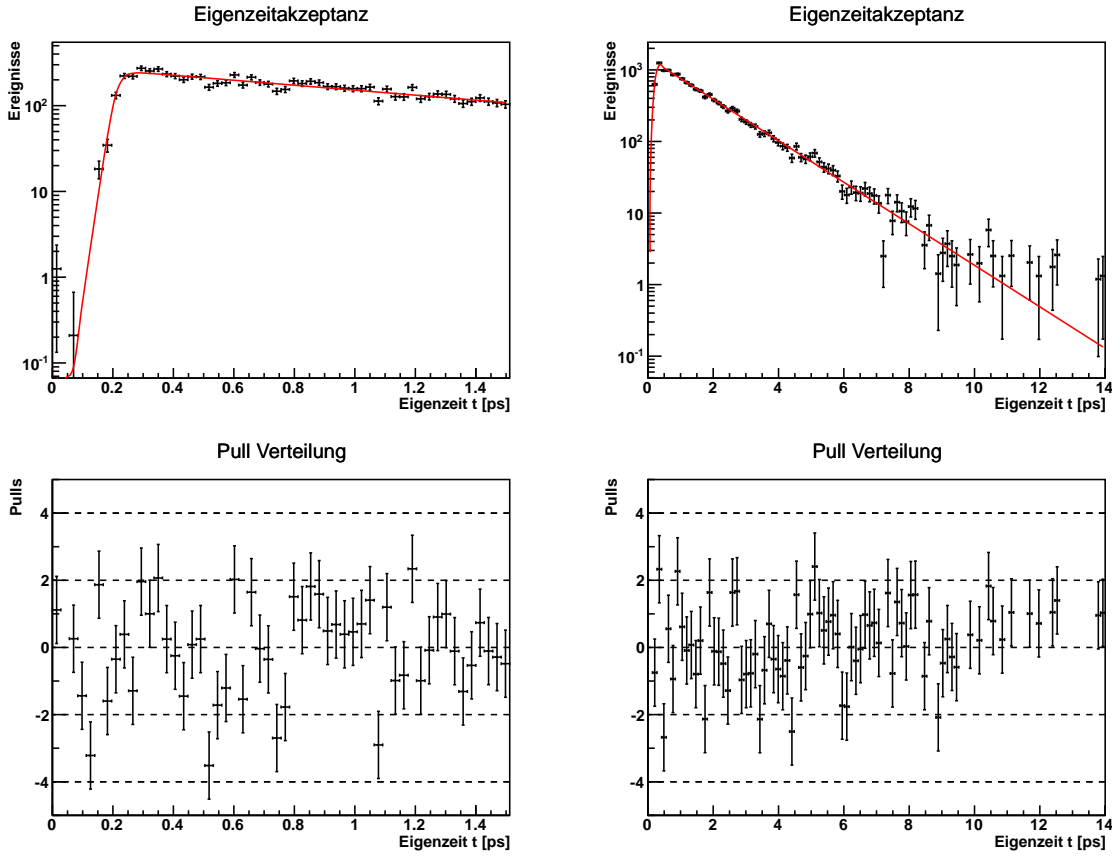 Eigenzeitakzeptanz
Ereignisse
10²
10
1
10⁻¹
0 0.2 0.4 0.6 0.8 1 1.2 1.4
Eigenzeit t [ps]
Eigenzeitakzeptanz
Ereignisse
10³
10²
10
1
10⁻¹
0 2 4 6 8 10 12 14
Eigenzeit t [ps]
Pull Verteilung
Pulls
4
2
0
-2
-4
0 0.2 0.4 0.6 0.8 1 1.2 1.4
Eigenzeit t [ps]
Pull Verteilung
Pulls
4
2
0
-2
-4
0 2 4 6 8 10 12 14
Eigenzeit t [ps]